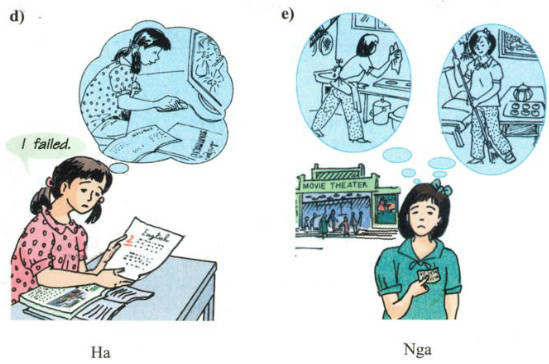 d)
e)
I failed.
MOVIE THEATER
English
Ha
Nga